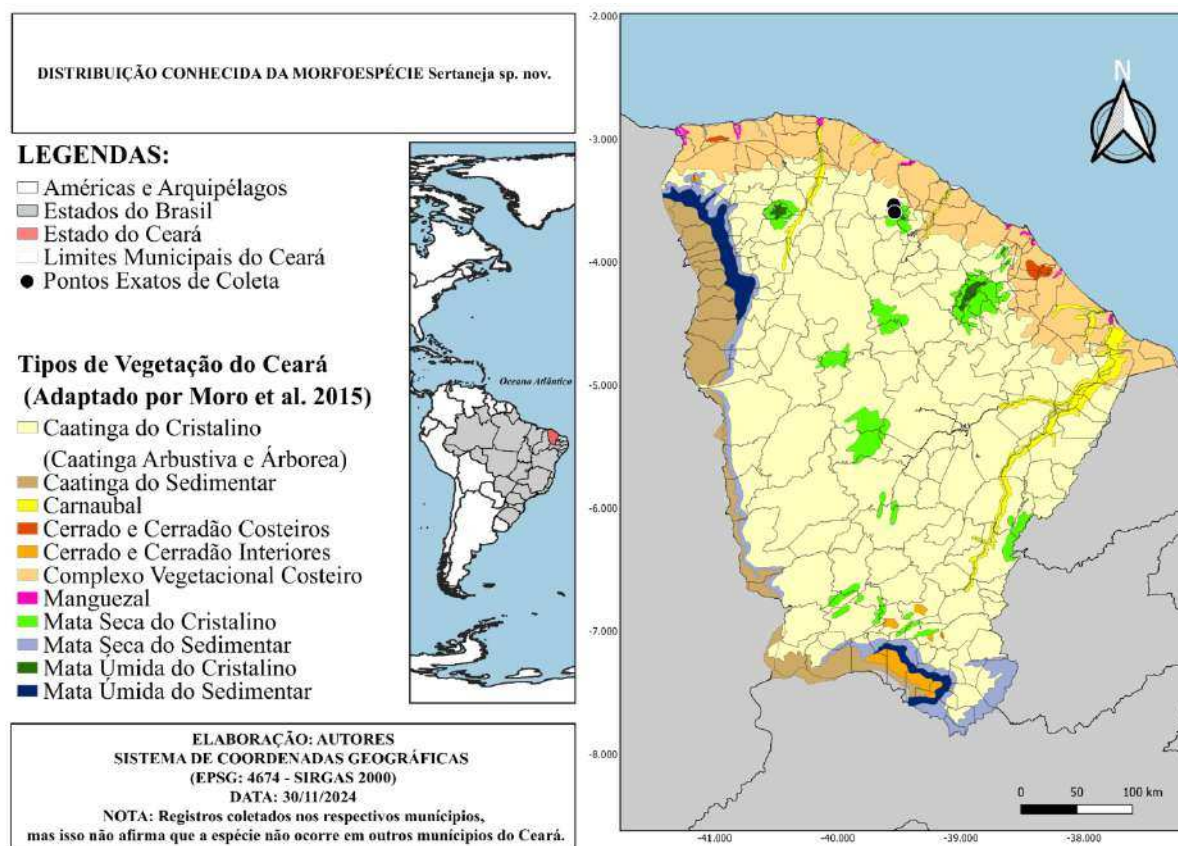 DISTRIBUIÇÃO CONHECIDA DA MORFOESPÉCIE Sertaneja sp. nov.
LEGENDAS:
Américas e Arquipélagos
Estados do Brasil
Estado do Ceará
Limites Municipais do Ceará
Pontos Exatos de Coleta
Tipos de Vegetação do Ceará
(Adaptado por Moro et al. 2015)
Caatinga do Cristalino
(Caatinga Arbustiva e Árborea)
Caatinga do Sedimentar
Carnaubal
Cerrado e Cerradão Costeiros
Cerrado e Cerradão Interiores
Complexo Vegetacional Costeiro
Manguezal
Mata Seca do Cristalino
Mata Seca do Sedimentar
Mata Úmida do Cristalino
Mata Úmida do Sedimentar
Oceano Atlântico
ELABORAÇÃO: AUTORES
SISTEMA DE COORDENADAS GEOGRÁFICAS
(EPSG: 4674 - SIRGAS 2000)
DATA: 30/11/2024
NOTA: Registros coletados nos respectivos munícipios,
mas isso não afirma que a espécie não ocorre em outros munícipios do Ceará.
-2.000
-3.000
-4.000
-5.000
-6.000
-7.000
-8.000
N
0 50 100 km
-41.000 -40.000 -39.000 -38.000